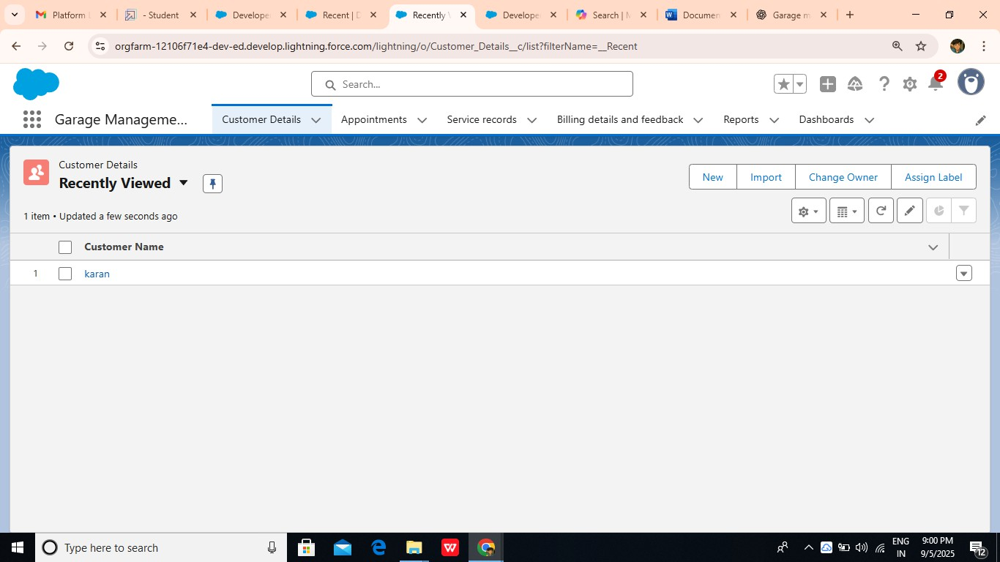 Platform
- Student
Develope
Recent | D
Recently V
Develope
Search | M
Documen
Garage m
orgfarm-12106f71e4-dev-ed.develop.lightning.force.com/lightning/o/Customer_Details__c/list?filterName=__Recent
Search...
2
Garage Manageme...
Customer Details
Appointments
Service records
Billing details and feedback
Reports
Dashboards
Customer Details
Recently Viewed
New
Import
Change Owner
Assign Label
1 item • Updated a few seconds ago
Customer Name
1
karan
Type here to search
ENG
IN
9:00 PM
9/5/2025
12